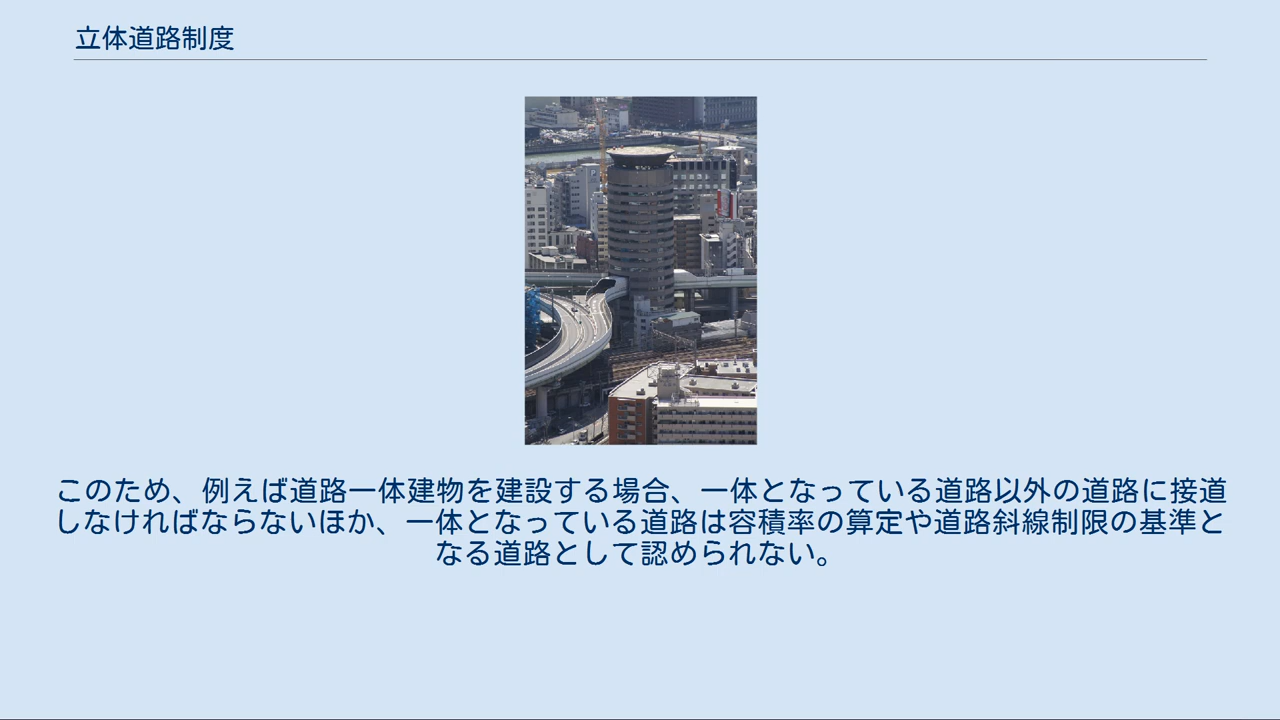 立体道路制度
このため、例えば道路一体建物を建設する場合、一体となっている道路以外の道路に接道
しなければならないほか、一体となっている道路は容積率の算定や道路斜線制限の基準と
なる道路として認められない。